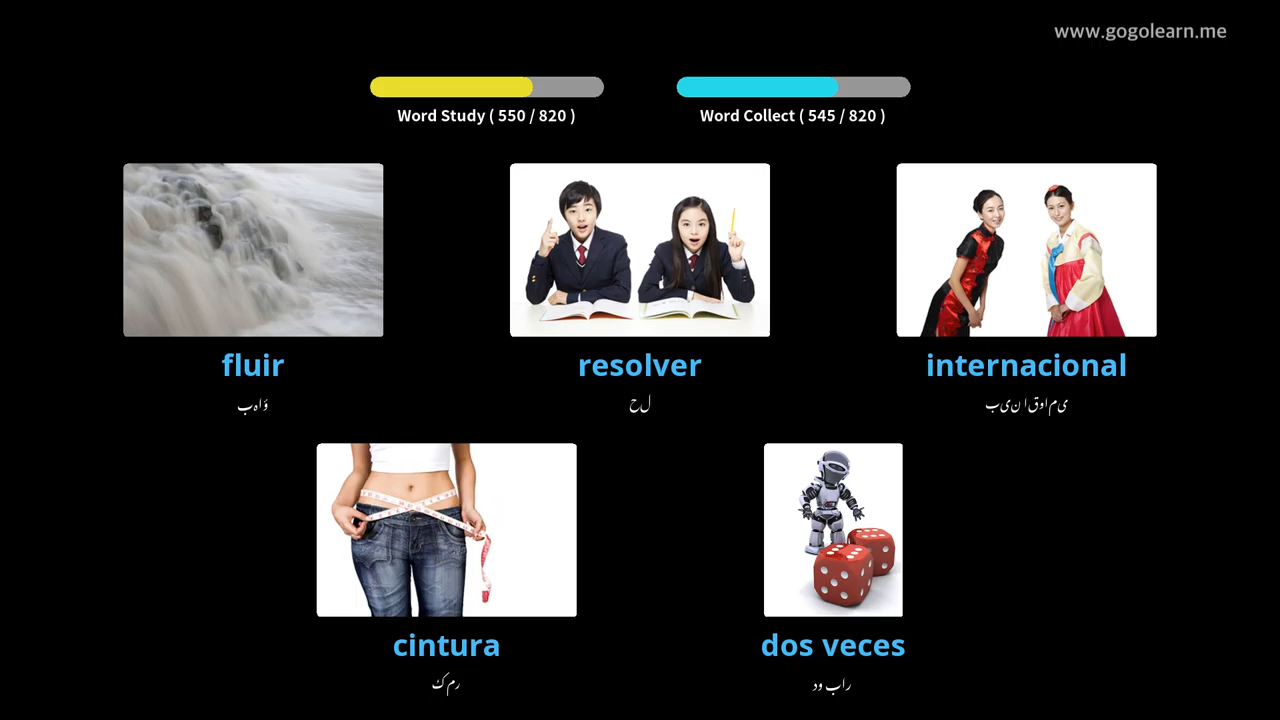 www.gogolearn.me
Word Study ( 550 / 820 )
Word Collect ( 545 / 820 )
fluir
resolver
internacional
بہاؤ
حل
بین الاقوامی
cintura
dos veces
کمر
دو بار